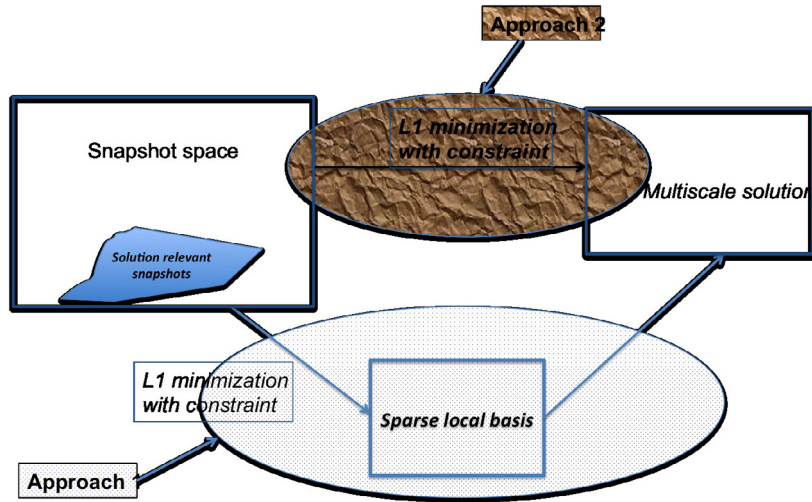 Approach 2
L1 minimization
with constraint
Snapshot space
Multiscale solution
Solution relevant
snapshots
L1 minimization
with constraint
Sparse local basis
Approach